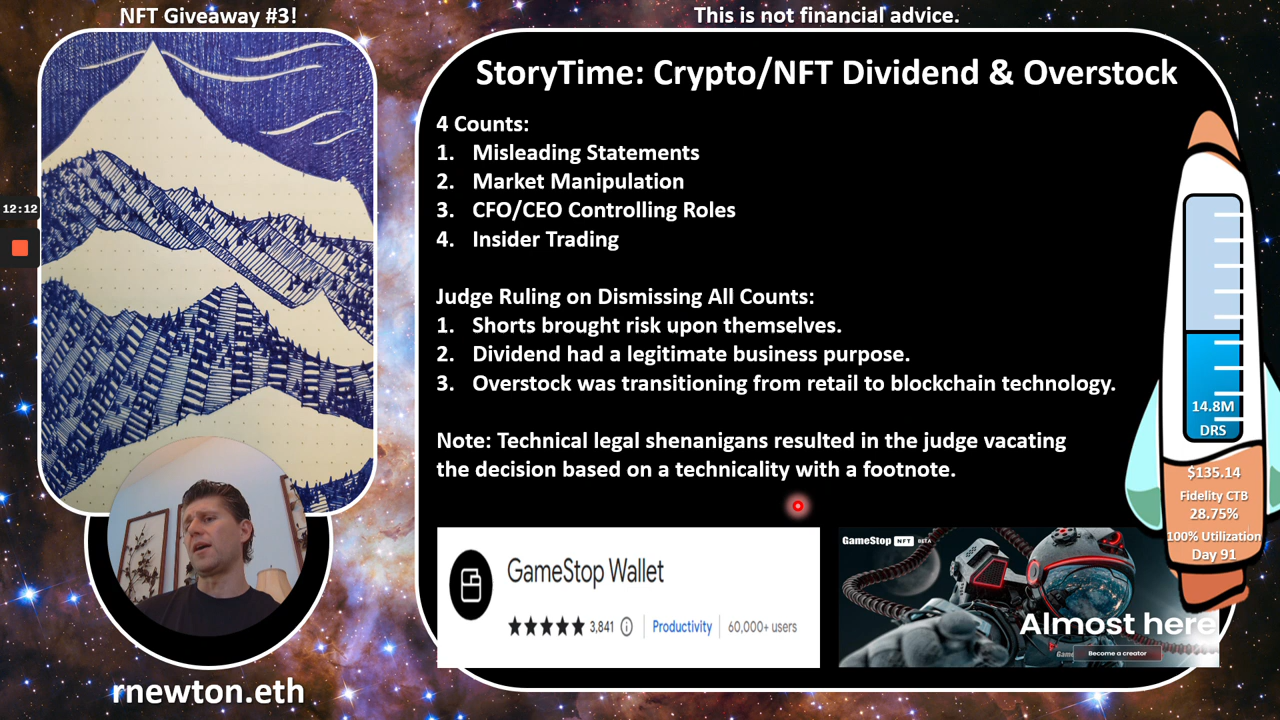 NFT Giveaway #3!
This is not financial advice.
StoryTime: Crypto/NFT Dividend & Overstock
4 Counts:
1. Misleading Statements
2. Market Manipulation
3. CFO/CEO Controlling Roles
4. Insider Trading
Judge Ruling on Dismissing All Counts:
1. Shorts brought risk upon themselves.
2. Dividend had a legitimate business purpose.
3. Overstock was transitioning from retail to blockchain technology.
Note: Technical legal shenanigans resulted in the judge vacating
the decision based on a technicality with a footnote.
12:12
14.8M
DRS
$135.14
Fidelity CTB
28.75%
100% Utilization
Day 91
GameStop Wallet
3,841
Productivity
60,000+ users
GameStop NFT BETA
Almost here
Game
Become a creator
rnewton.eth